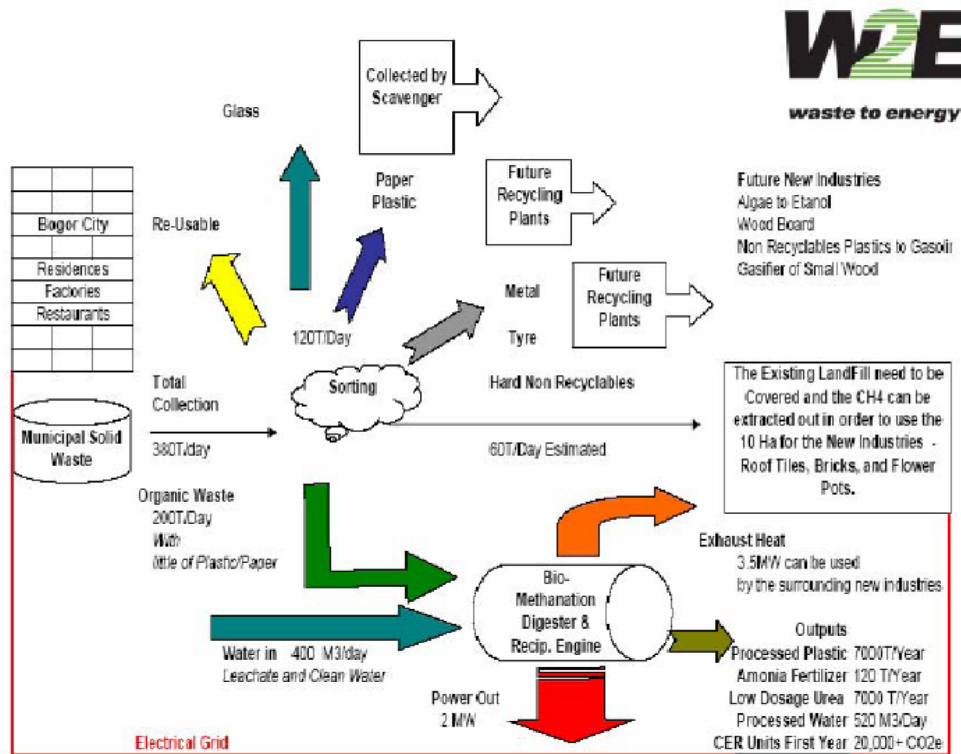 W2E
waste to energy
Collected by
Scavenger
Glass
Paper
Plastic
Future
Recycling
Plants
Future New Industries
Algae to Etanol
Wood Board
Non Recyclables Plastics to Gasolin
Gasifier of Small Wood
Bogor City
Residences
Factories
Restaurants
Re-Usable
120T/Day
Metal
Tyre
Future
Recycling
Plants
Total
Collection
380T/day
Sorting
Hard Non Recyclables
60T/Day Estimated
The Existing LandFill need to be
Covered and the CH4 can be
extracted out in order to use the
10 Ha for the New Industries -
Roof Tiles, Bricks, and Flower
Pots.
Municipal Solid
Waste
Organic Waste
200T/Day
With
little of Plastic/Paper
Exhaust Heat
3.5MW can be used
by the surrounding new industries
Bio-
Methanation
Digester &
Recip. Engine
Water in 400 M3/day
Leachate and Clean Water
Power Out
2 MW
Outputs
Processed Plastic 7000T/Year
Amonia Fertilizer 120 T/Year
Low Dosage Urea 7000 T/Year
Processed Water 520 M3/Day
CER Units First Year 20,000+ CO2e
Electrical Grid